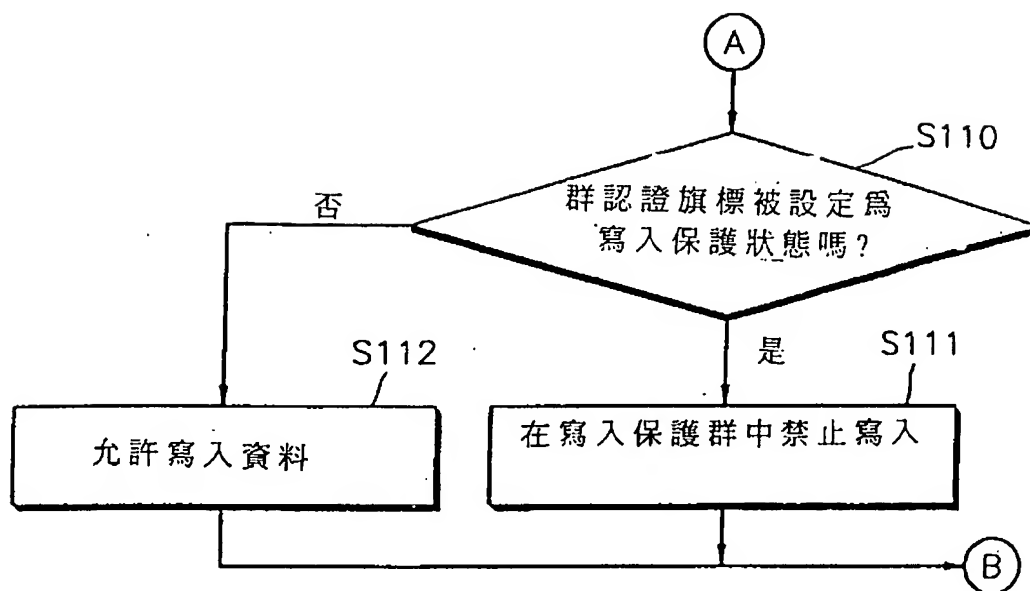 A
S110
群認證旗標被設定爲
寫入保護狀態嗎?
否
是
S112
S111
允許寫入資料
在寫入保護群中禁止寫入
B